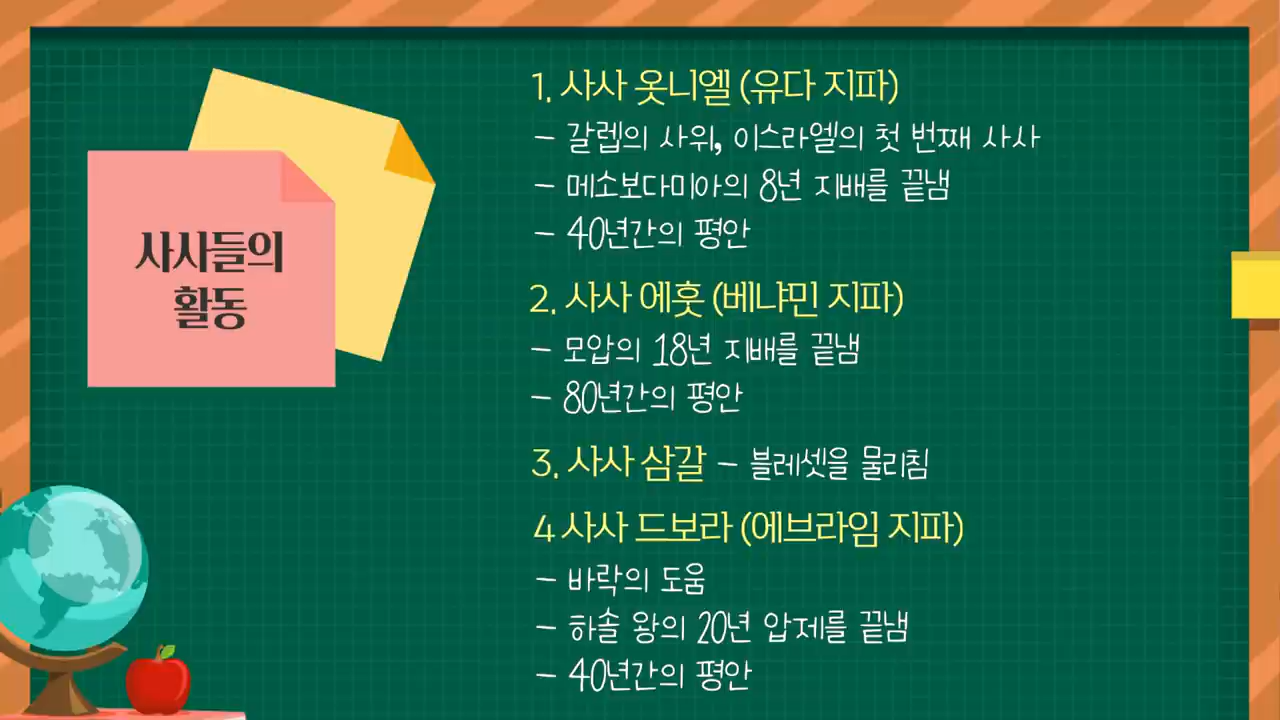 사사들의
활동
1. 사사 옷니엘 (유다 지파)
- 갈렙의 사위, 이스라엘의 첫 번째 사사
- 메소보다미아의 8년 지배를 끝냄
- 40년간의 평안
2. 사사 에훗 (베냐민 지파)
- 모압의 18년 지배를 끝냄
- 80년간의 평안
3. 사사 삼갈 - 블레셋을 물리침
4 사사 드보라 (에브라임 지파)
- 바락의 도움
- 하솔 왕의 20년 압제를 끝냄
- 40년간의 평안